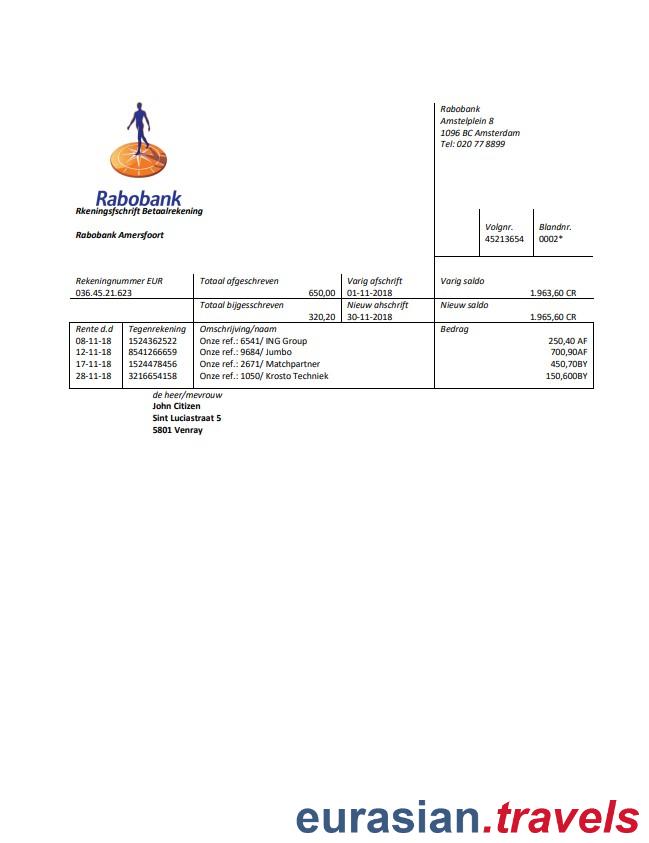 Rabobank
Amstelplein 8
1096 BC Amsterdam
Tel: 020 77 8899
Rabobank
Rkeningsfschrift Betaalrekening
Rabobank Amersfoort
Volgnr. Blandnr.
45213654 0002*
Rekeningnummer EUR Totaal afgeschreven Varig afschrift Varig saldo
036.45.21.623 650,00 01-11-2018 1.963,60 CR
Totaal bijgesschreven Nieuw ahschrift Nieuw saldo
320,20 30-11-2018 1.965,60 CR
Rente d.d Tegenrekening Omschrijving/naam Bedrag
08-11-18 1524362522 Onze ref.: 6541/ ING Group 250,40 AF
12-11-18 8541266659 Onze ref.: 9684/ Jumbo 700,90AF
17-11-18 1524478456 Onze ref.: 2671/ Matchpartner 450,70BY
28-11-18 3216654158 Onze ref.: 1050/ Krosto Techniek 150,600BY
de heer/mevrouw
John Citizen
Sint Luciastraat 5
5801 Venray
eurasian.travels